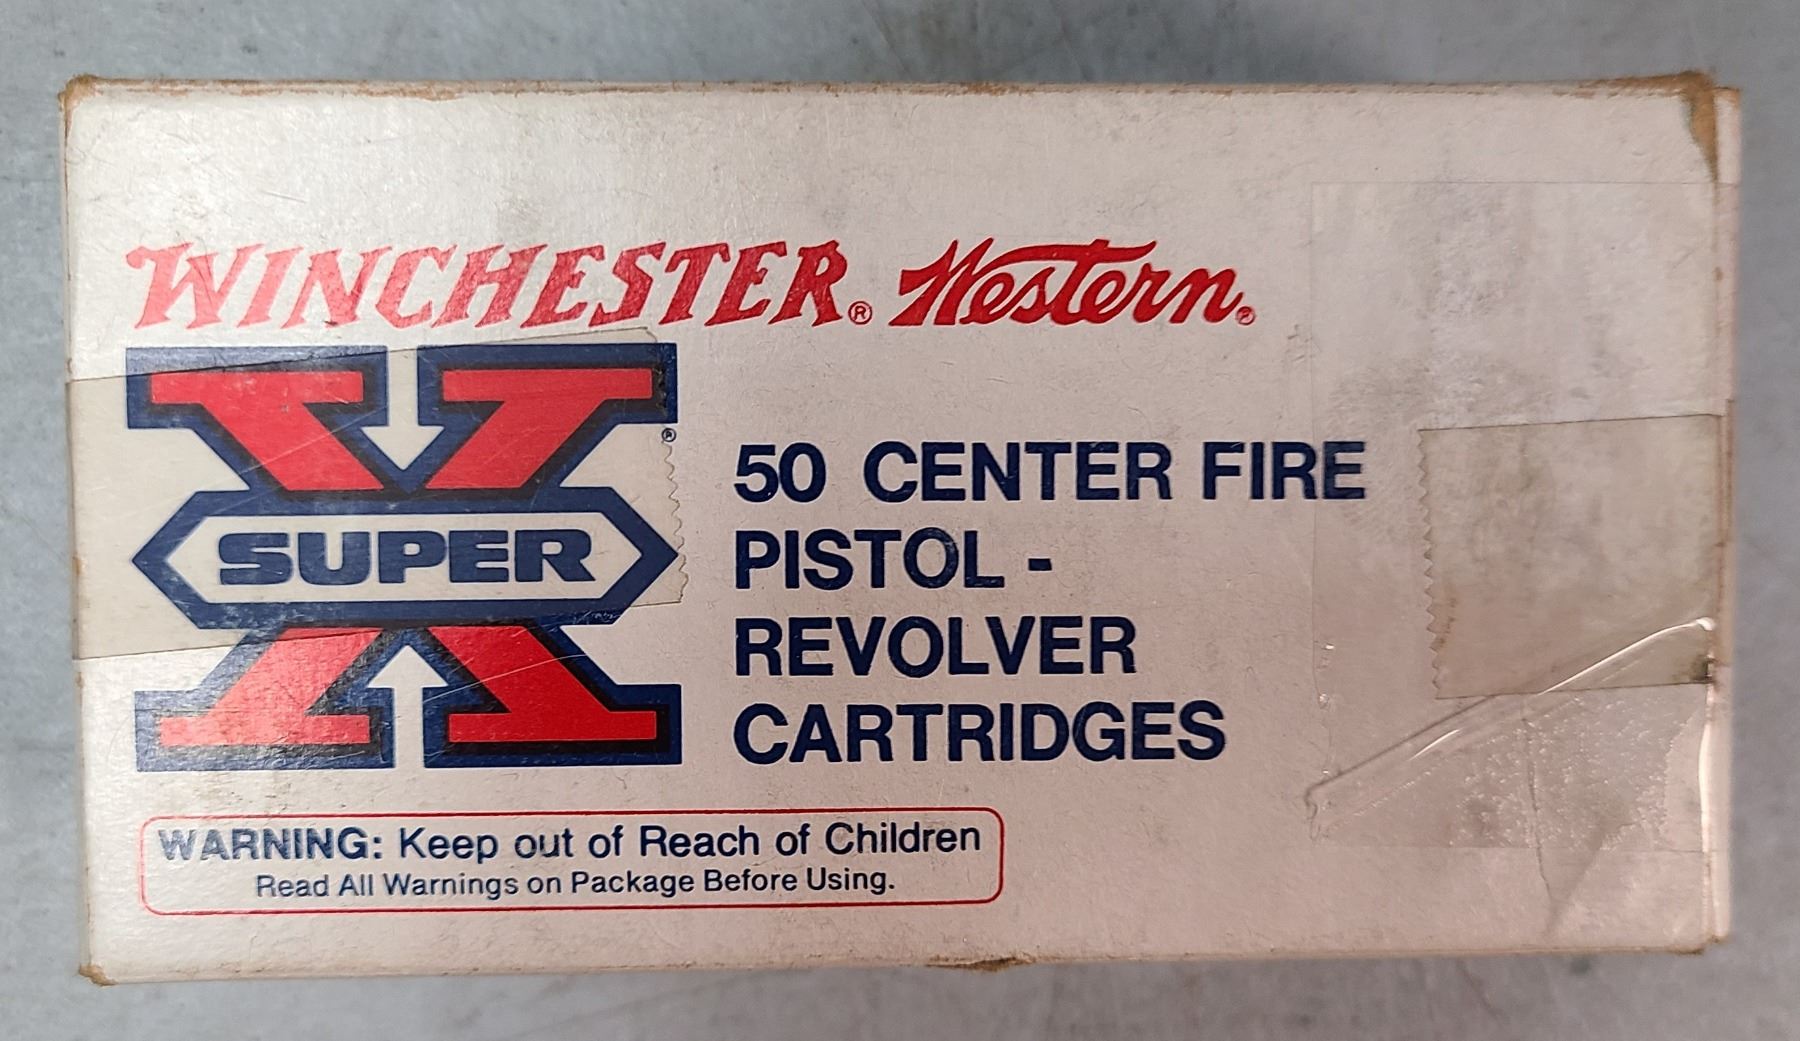 WINCHESTER® Western®
X®
SUPER
50 CENTER FIRE
PISTOL -
REVOLVER
CARTRIDGES
WARNING: Keep out of Reach of Children
Read All Warnings on Package Before Using.